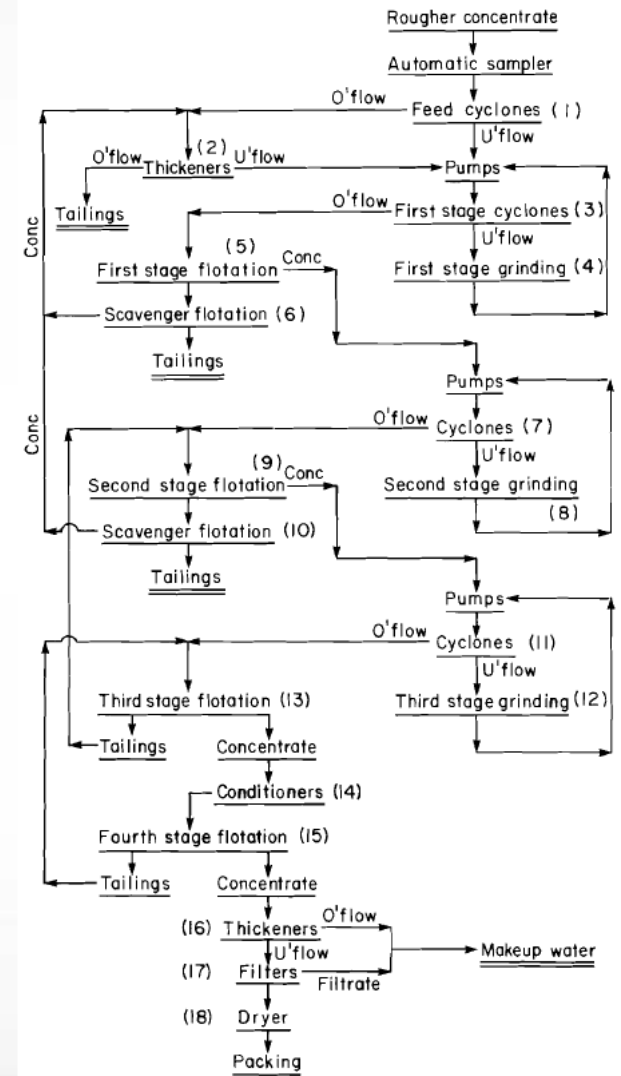 Rougher concentrate
Automatic sampler
O'flow
Feed cyclones (1)
U'flow
(2)
O'flow Thickeners U'flow Pumps
O'flow
Tailings
First stage cyclones (3)
U'flow
(5)
First stage flotation Conc
First stage grinding (4)
Conc
Scavenger flotation (6)
Tailings
Pumps
O'flow
Cyclones (7)
U'flow
Conc
(9)
Second stage flotation Conc
Second stage grinding
(8)
Scavenger flotation (10)
Tailings
Pumps
O'flow
Cyclones (11)
U'flow
Third stage flotation (13)
Third stage grinding (12)
Tailings Concentrate
Conditioners (14)
Fourth stage flotation (15)
Tailings Concentrate
(16) Thickeners O'flow
U'flow
Makeup water
(17) Filters
Filtrate
(18) Dryer
Packing